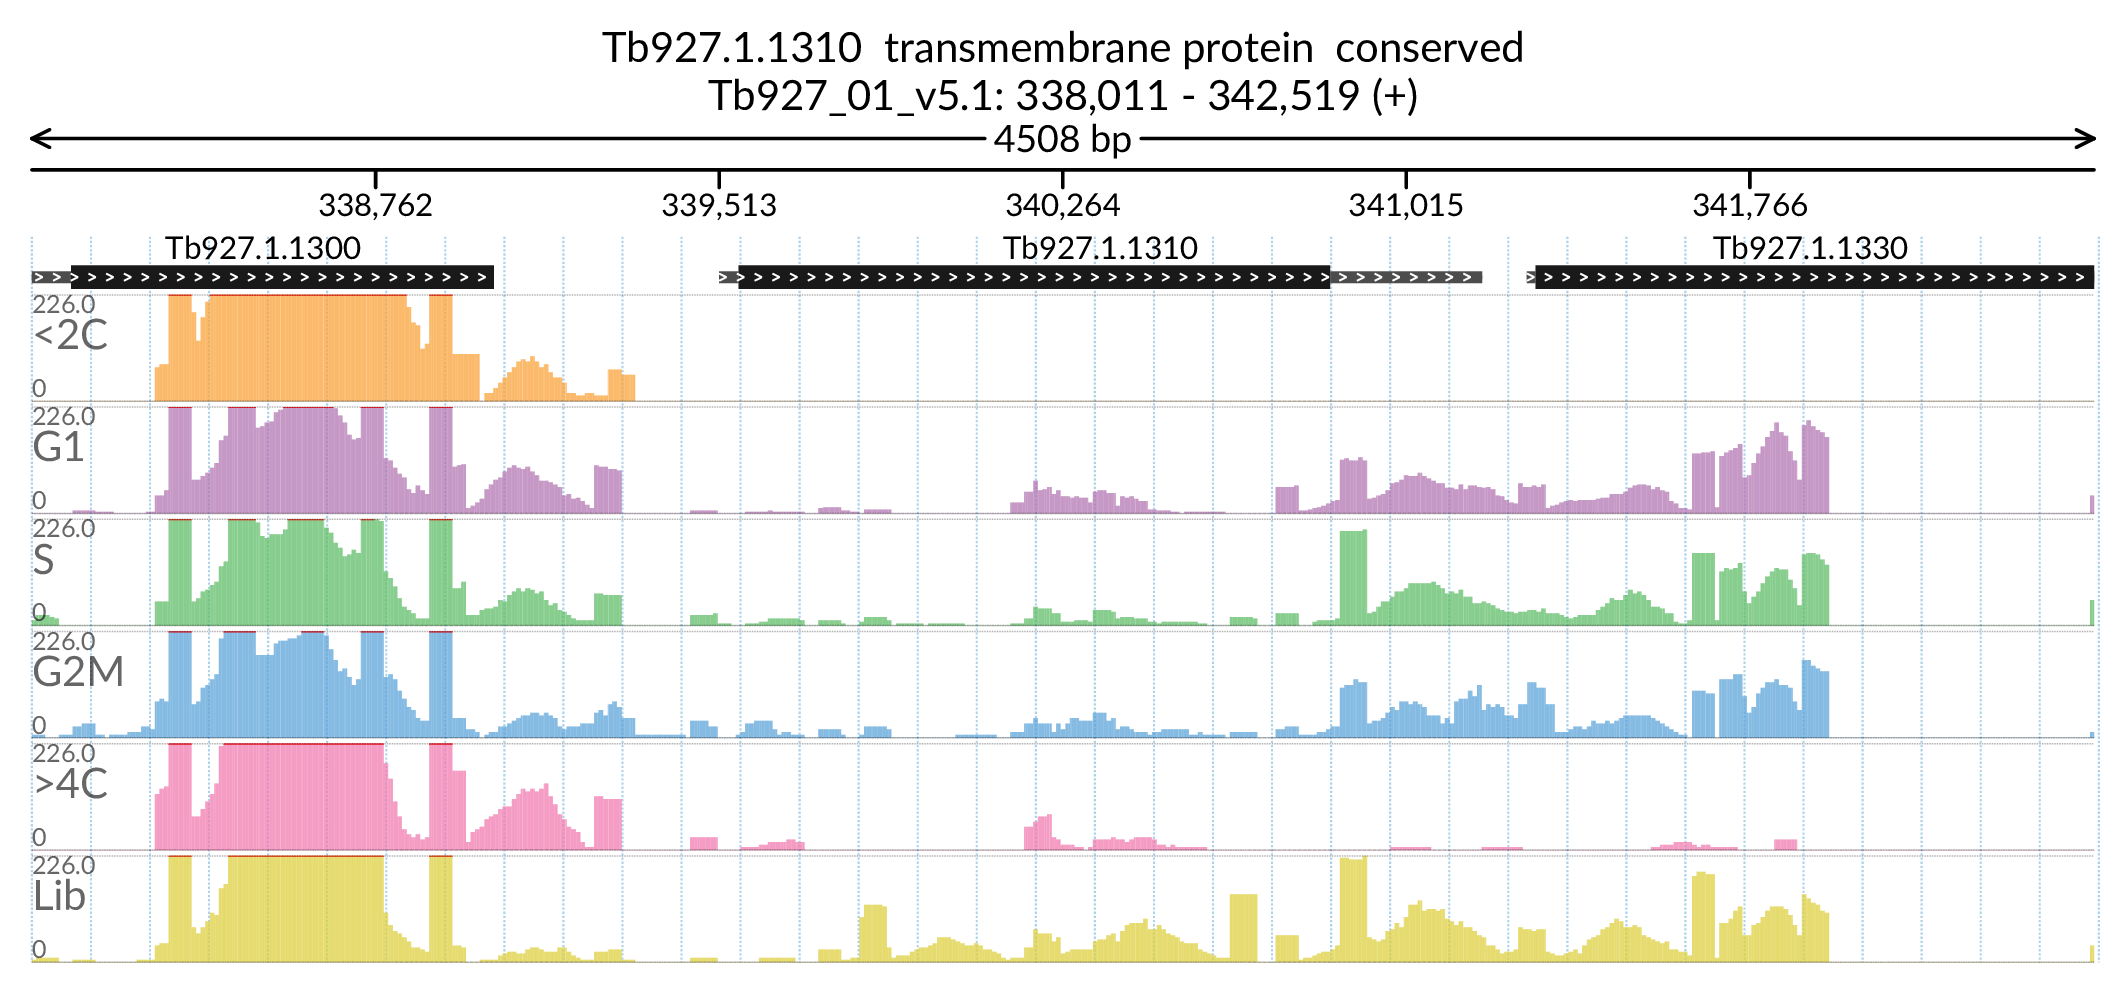 Tb927.1.1310 transmembrane protein conserved
Tb927_01_v5.1: 338,011 - 342,519 (+)
4508 bp
338,762 339,513 340,264 341,015 341,766
Tb927.1.1300 Tb927.1.1310 Tb927.1.1330
226.0
<2C
0
226.0
G1
0
226.0
S
0
226.0
G2M
0
226.0
>4C
0
226.0
Lib
0